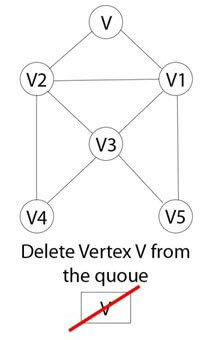 V
V2 V1
V3
V4 V5
Delete Vertex V from
the quoue
V